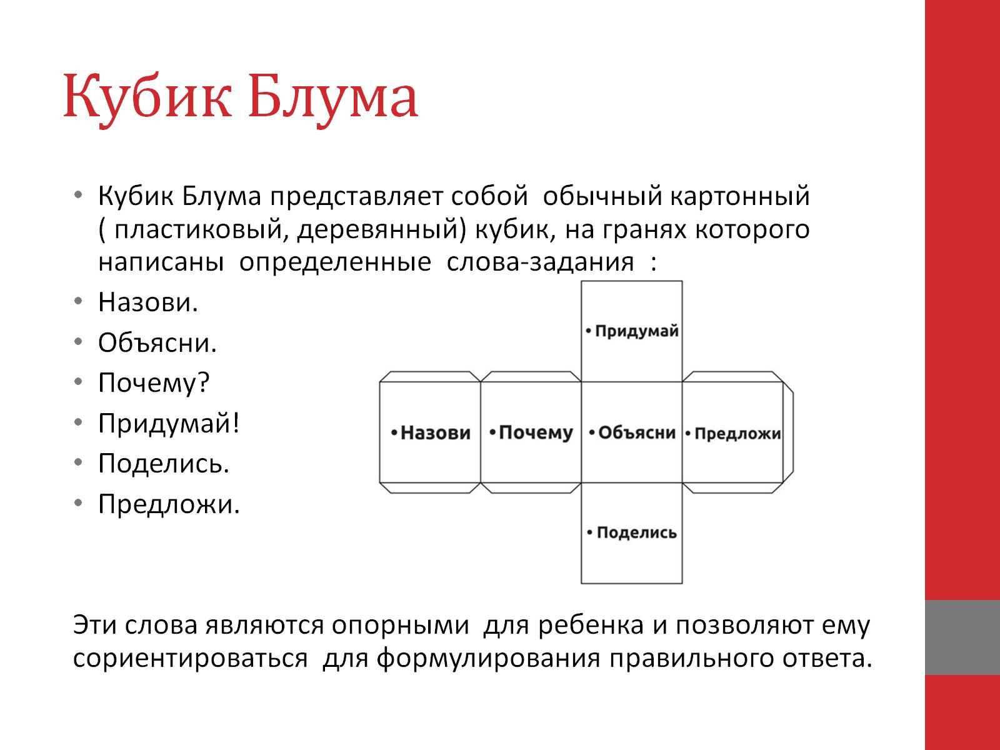 Кубик Блума
• Кубик Блума представляет собой обычный картонный
( пластиковый, деревянный) кубик, на гранях которого
написаны определенные слова-задания :
• Назови.
• Объясни.
• Почему?
• Придумай!
• Поделись.
• Предложи.
• Придумай
• Назови
• Почему
• Объясни
• Предложи
• Поделись
Эти слова являются опорными для ребенка и позволяют ему
сориентироваться для формулирования правильного ответа.